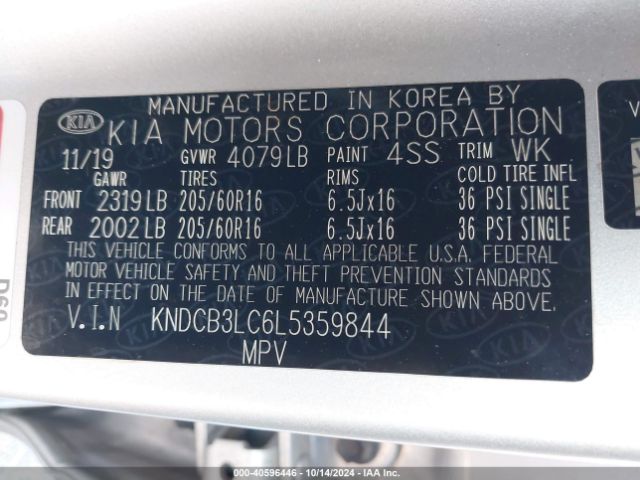 MANUFACTURED IN KOREA BY
KIA KIA MOTORS CORPORATION
11/19 GVWR 4079LB PAINT 4SS TRIM WK
GAWR TIRES RIMS COLD TIRE INFL
FRONT 2319LB 205/60R16 6.5Jx16 36 PSI SINGLE
REAR 2002LB 205/60R16 6.5Jx16 36 PSI SINGLE
THIS VEHICLE CONFORMS TO ALL APPLICABLE U.S.A. FEDERAL
MOTOR VEHICLE SAFETY AND THEFT PREVENTION STANDARDS
IN EFFECT ON THE DATE OF MANUFACTURE SHOWN ABOVE.
V.I.N KNDCB3LC6L5359844
MPV
000-40596446 - 10/14/2024 - IAA Inc.